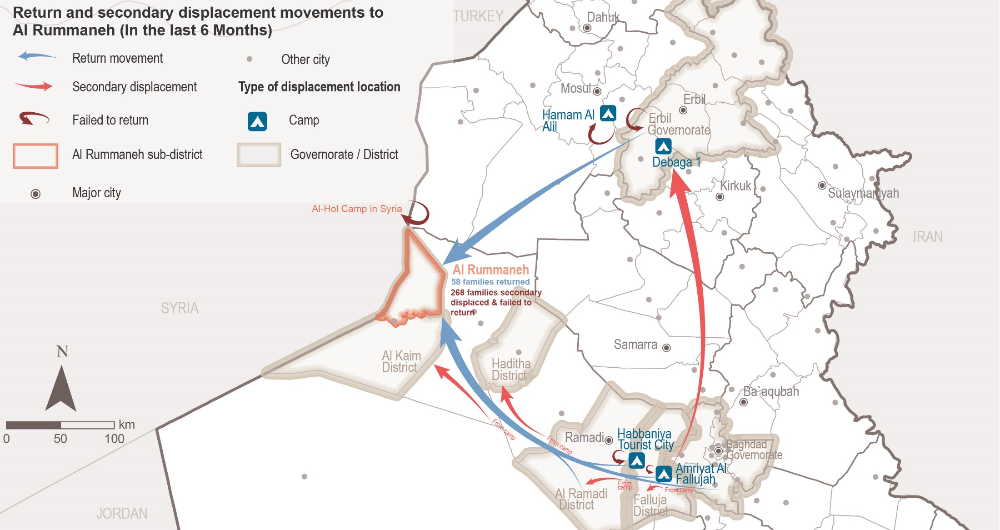 Return and secondary displacement movements to
Al Rummaneh (In the last 6 Months)
Return movement
Other city
Secondary displacement
Type of displacement location
Failed to return
Camp
Al Rummaneh sub-district
Governorate / District
Major city
TURKEY
Dahuk
Mosul
Hamam Al
Alil
Erbil
Erbil
Governorate
Debaga 1
Kirkuk
Sulaymaniyah
IRAN
Al-Hol Camp in Syria
Al Rummaneh
58 families returned
268 families secondary
displaced & failed to
return
SYRIA
Al Kaim
District
Haditha
District
Samarra
Ba`aqubah
N
km
0 50 100
From camp
From camp
Ramadi
Habbaniya
Tourist City
Baghdad
Governorate
Amriyat Al
Fallujah
From
camp
From camp
Al Ramadi
District
Falluja
District
JORDAN